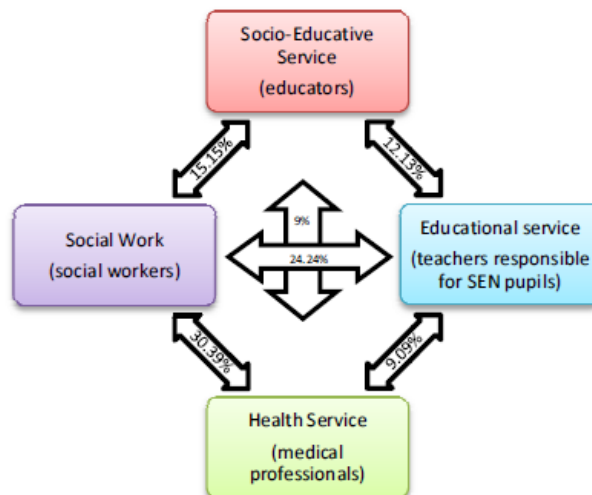 Socio-Educative
Service
(educators)
15.15%
12.13%
9%
Social Work
(social workers)
24.24%
Educational service
(teachers responsible
for SEN pupils)
30.39%
9.09%
Health Service
(medical
professionals)